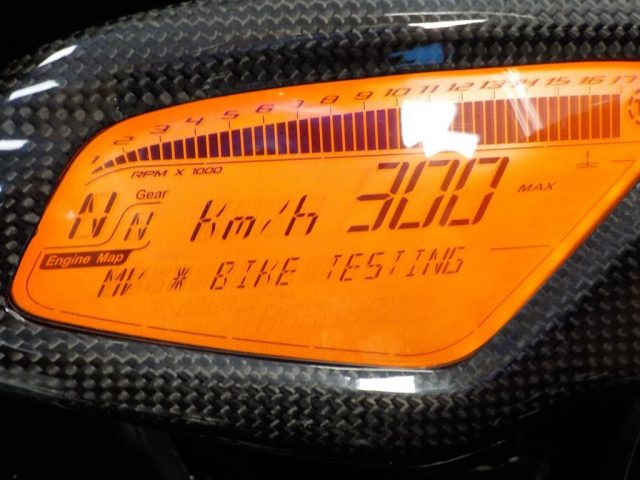 1 2 3 4 5 6 7 8 9 10 11 12 13 14 15 16 17
RPM X 1000
Gear
N N Km/h 300 MAX
Engine Map
MV * BIKE TESTING